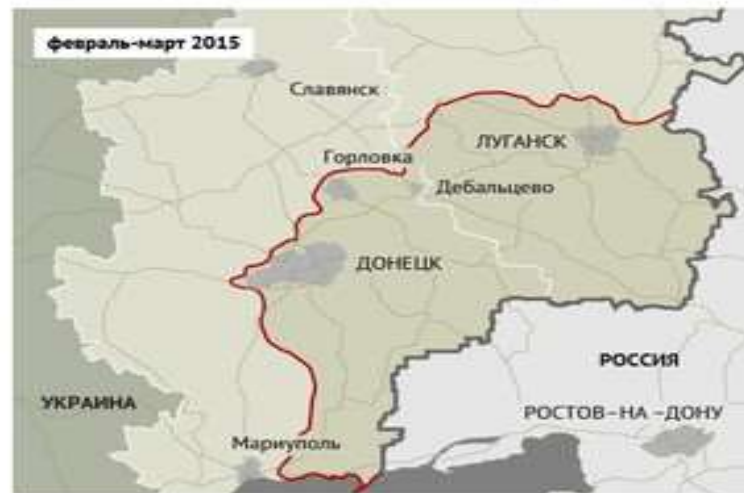 февраль-март 2015
Славянск
ЛУГАНСК
Горловка
Дебальцево
ДОНЕЦК
РОССИЯ
УКРАИНА
РОСТОВ-НА-ДОНУ
Мариуполь